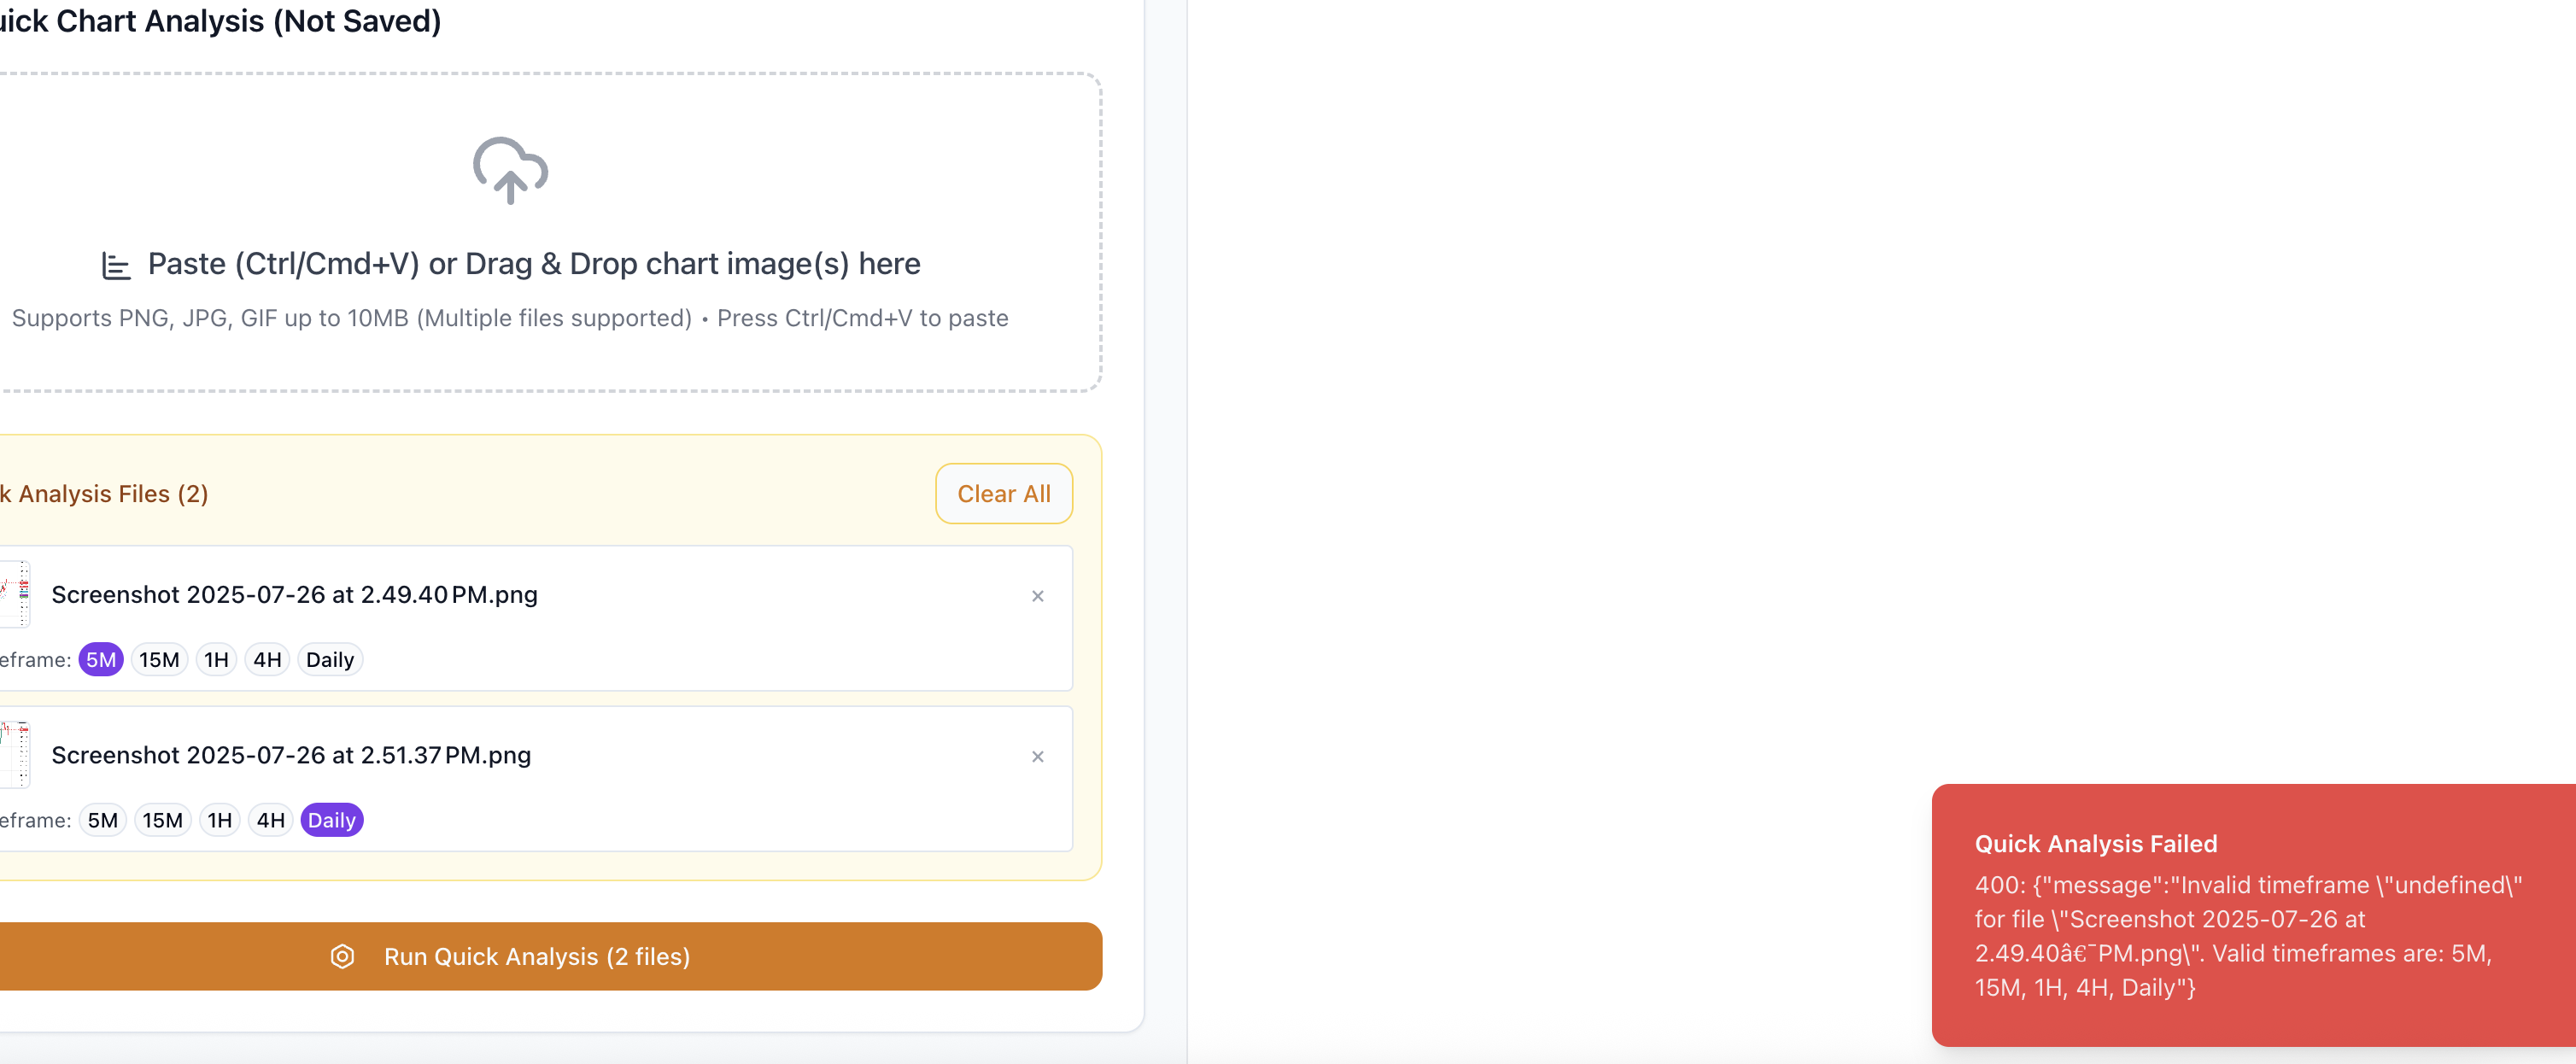 uick Chart Analysis (Not Saved)
Paste (Ctrl/Cmd+V) or Drag & Drop chart image(s) here
Supports PNG, JPG, GIF up to 10MB (Multiple files supported) • Press Ctrl/Cmd+V to paste
k Analysis Files (2)
Clear All
Screenshot 2025-07-26 at 2.49.40 PM.png
×
eframe: 5M 15M 1H 4H Daily
Screenshot 2025-07-26 at 2.51.37 PM.png
×
eframe: 5M 15M 1H 4H Daily
Run Quick Analysis (2 files)
Quick Analysis Failed
400: {"message":"Invalid timeframe \"undefined\"
for file \"Screenshot 2025-07-26 at
2.49.40â€¯PM.png\". Valid timeframes are: 5M,
15M, 1H, 4H, Daily"}